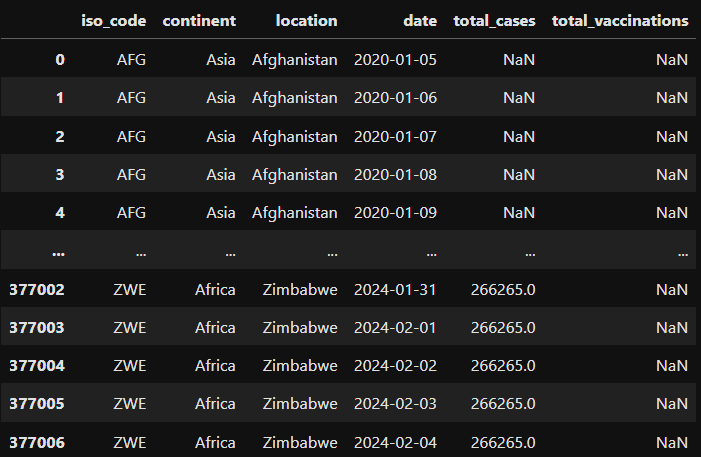 iso_code continent location date total_cases total_vaccinations
0 AFG Asia Afghanistan 2020-01-05 NaN NaN
1 AFG Asia Afghanistan 2020-01-06 NaN NaN
2 AFG Asia Afghanistan 2020-01-07 NaN NaN
3 AFG Asia Afghanistan 2020-01-08 NaN NaN
4 AFG Asia Afghanistan 2020-01-09 NaN NaN
... ... ... ... ... ... ...
377002 ZWE Africa Zimbabwe 2024-01-31 266265.0 NaN
377003 ZWE Africa Zimbabwe 2024-02-01 266265.0 NaN
377004 ZWE Africa Zimbabwe 2024-02-02 266265.0 NaN
377005 ZWE Africa Zimbabwe 2024-02-03 266265.0 NaN
377006 ZWE Africa Zimbabwe 2024-02-04 266265.0 NaN